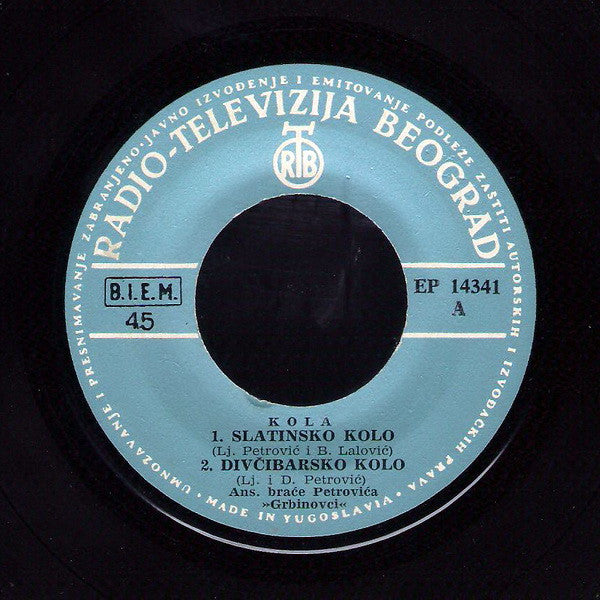 UMNOŽAVANJE I PRESNIMAVANJE ZABRANJENO · JAVNO IZVOĐENJE I EMITOVANJE PODLEŽE ZAŠTITI AUTORSKIH I IZVOĐAČKIH PRAVA
RADIO-TELEVIZIJA BEOGRAD
RTB
B.I.E.M.
45
EP 14341
A
KOLA
1. SLATINSKO KOLO
(Lj. Petrović i B. Lalović)
2. DIVČIBARSKO KOLO
(Lj. i D. Petrović)
Ans. braće Petrovića
»Grbinovci«
· MADE IN YUGOSLAVIA ·